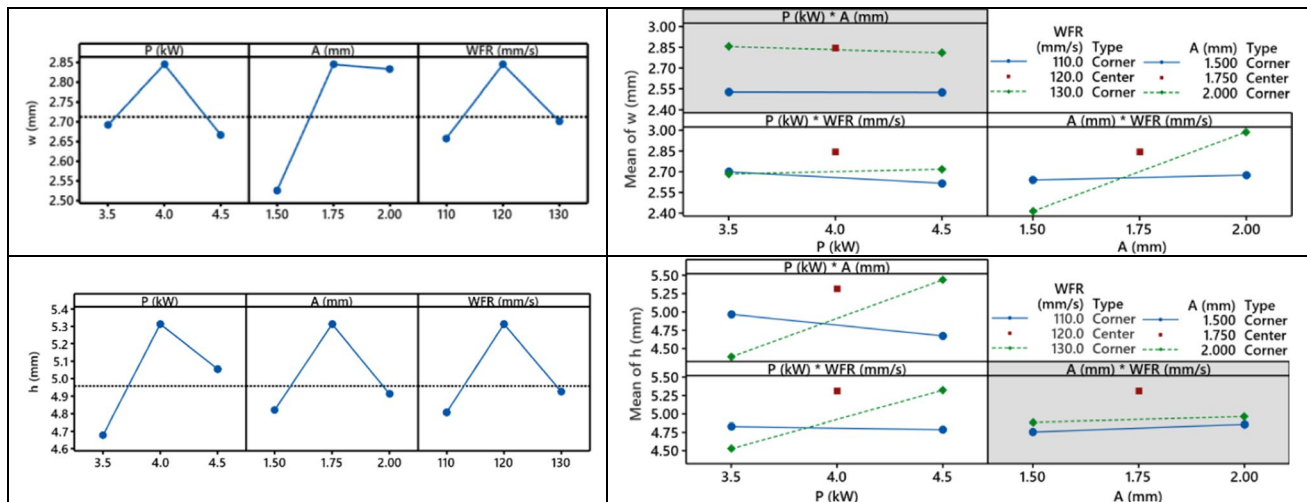 P (kW) A (mm) WFR (mm/s)
w (mm)
2.85
2.80
2.75
2.70
2.65
2.60
2.55
2.50
3.5 4.0 4.5 1.50 1.75 2.00 110 120 130
P (kW) * A (mm)
3.00
2.85
2.70
2.55
2.40
WFR
(mm/s) Type
110.0 Corner
120.0 Center
130.0 Corner
A (mm) Type
1.500 Corner
1.750 Center
2.000 Corner
Mean of w (mm)
P (kW) * WFR (mm/s) A (mm) * WFR (mm/s)
3.00
2.85
2.70
2.55
2.40
3.5 4.0 4.5 1.50 1.75 2.00
P (kW) A (mm)
P (kW) A (mm) WFR (mm/s)
h (mm)
5.4
5.3
5.2
5.1
5.0
4.9
4.8
4.7
4.6
3.5 4.0 4.5 1.50 1.75 2.00 110 120 130
P (kW) * A (mm)
5.50
5.25
5.00
4.75
4.50
WFR
(mm/s) Type
110.0 Corner
120.0 Center
130.0 Corner
A (mm) Type
1.500 Corner
1.750 Center
2.000 Corner
Mean of h (mm)
P (kW) * WFR (mm/s) A (mm) * WFR (mm/s)
5.50
5.25
5.00
4.75
4.50
3.5 4.0 4.5 1.50 1.75 2.00
P (kW) A (mm)